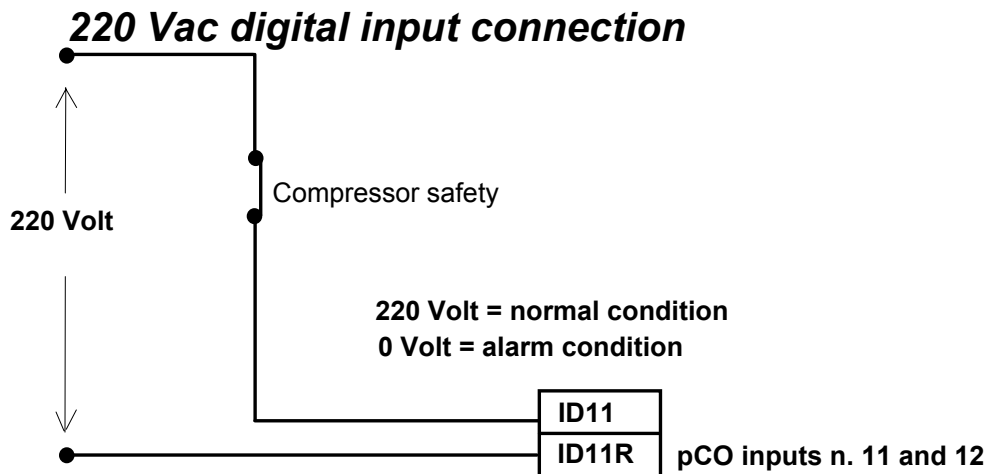 220 Vac digital input connection
Compressor safety
220 Volt
220 Volt = normal condition
0 Volt = alarm condition
ID11
ID11R pCO inputs n. 11 and 12